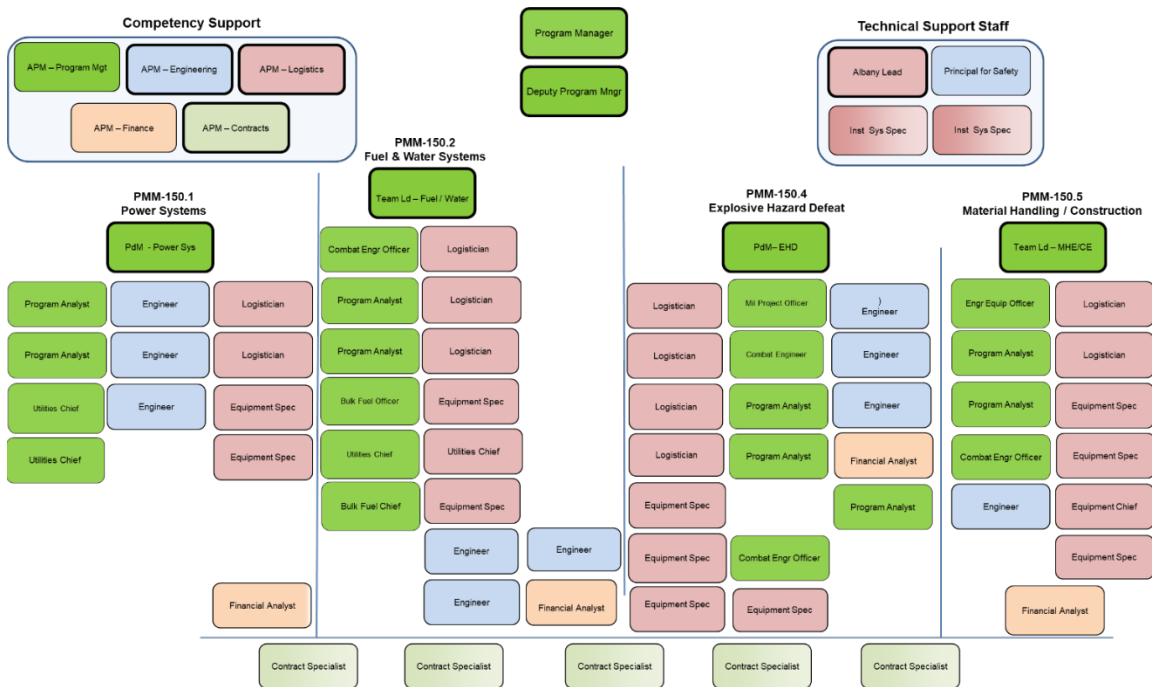 Competency Support
APM – Program Mgt
APM – Engineering
APM – Logistics
APM – Finance
APM – Contracts
Program Manager
Deputy Program Mngr
Technical Support Staff
Albany Lead
Principal for Safety
Inst Sys Spec
Inst Sys Spec
PMM-150.1
Power Systems
PdM - Power Sys
Program Analyst
Engineer
Logistician
Program Analyst
Engineer
Logistician
Utilities Chief
Engineer
Equipment Spec
Utilities Chief
Equipment Spec
Financial Analyst
PMM-150.2
Fuel & Water Systems
Team Ld – Fuel / Water
Combat Engr Officer
Logistician
Program Analyst
Logistician
Program Analyst
Logistician
Bulk Fuel Officer
Equipment Spec
Utilities Chief
Utilities Chief
Bulk Fuel Chief
Equipment Spec
Engineer
Engineer
Engineer
Financial Analyst
PMM-150.4
Explosive Hazard Defeat
PdM– EHD
Logistician
Mil Project Officer
)
Engineer
Logistician
Combat Engineer
Engineer
Logistician
Program Analyst
Engineer
Logistician
Program Analyst
Financial Analyst
Equipment Spec
Program Analyst
Equipment Spec
Combat Engr Officer
Equipment Spec
Equipment Spec
PMM-150.5
Material Handling / Construction
Team Ld – MHE/CE
Engr Equip Officer
Logistician
Program Analyst
Logistician
Program Analyst
Equipment Spec
Combat Engr Officer
Equipment Spec
Engineer
Equipment Chief
Equipment Spec
Financial Analyst
Contract Specialist
Contract Specialist
Contract Specialist
Contract Specialist
Contract Specialist